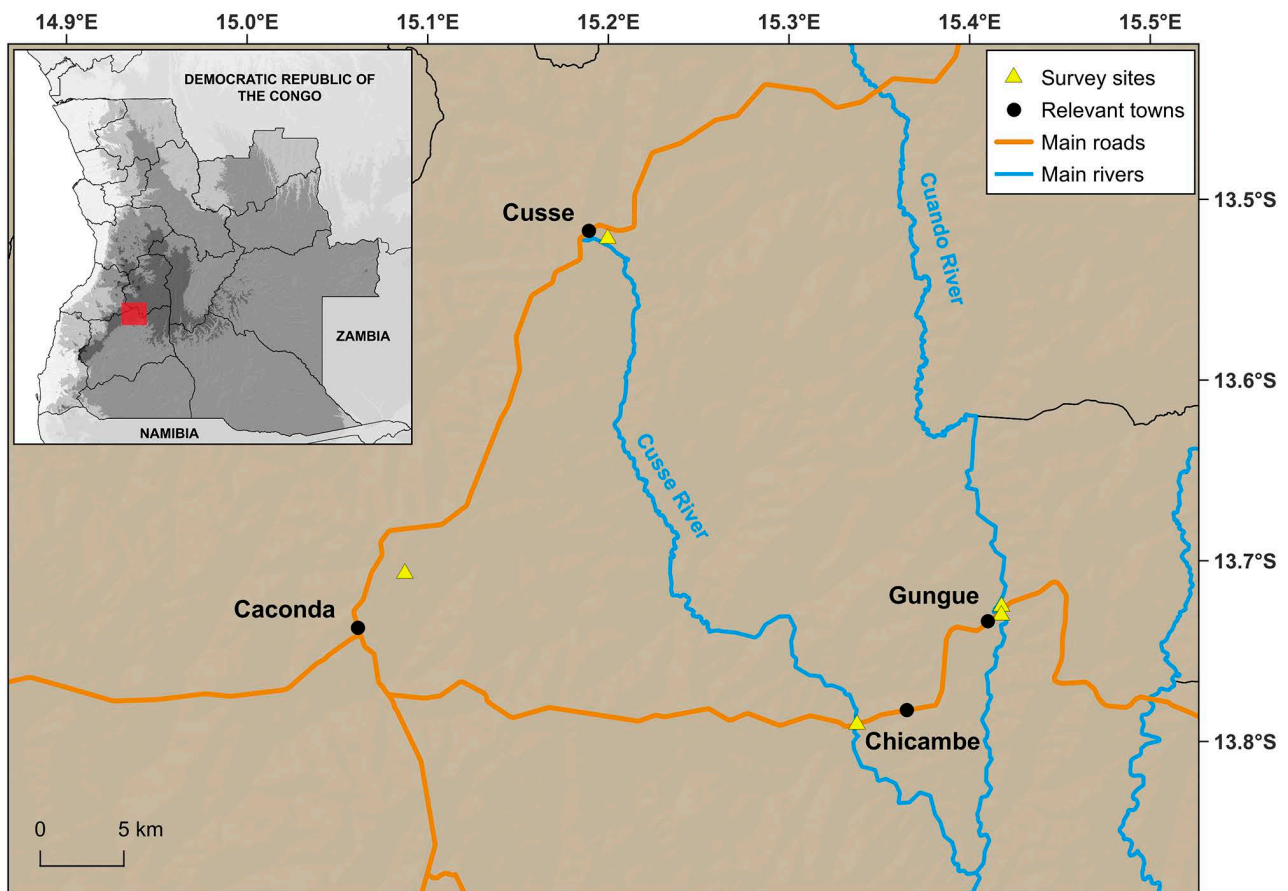 14.9°E 15.0°E 15.1°E 15.2°E 15.3°E 15.4°E 15.5°E
DEMOCRATIC REPUBLIC OF
THE CONGO
ZAMBIA
NAMIBIA
Survey sites
Relevant towns
Main roads
Main rivers
13.5°S
13.6°S
13.7°S
13.8°S
Cusse
Cuando River
Cusse River
Caconda
Gungue
Chicambe
0 5 km